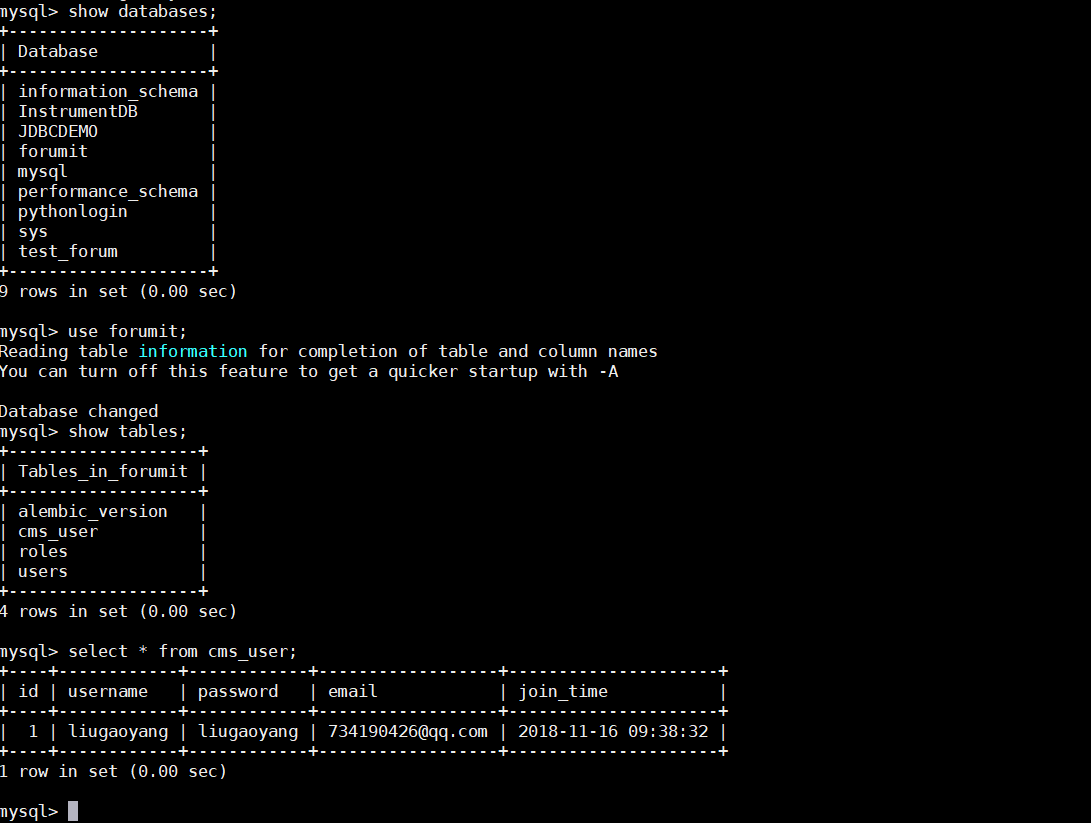 mysql> show databases;
+--------------------+
| Database           |
+--------------------+
| information_schema |
| InstrumentDB       |
| JDBCDEMO           |
| forumit            |
| mysql              |
| performance_schema |
| pythonlogin        |
| sys                |
| test_forum         |
+--------------------+
9 rows in set (0.00 sec)

mysql> use forumit;
Reading table information for completion of table and column names
You can turn off this feature to get a quicker startup with -A

Database changed
mysql> show tables;
+-------------------+
| Tables_in_forumit |
+-------------------+
| alembic_version   |
| cms_user          |
| roles             |
| users             |
+-------------------+
4 rows in set (0.00 sec)

mysql> select * from cms_user;
+----+------------+------------+------------------+---------------------+
| id | username   | password   | email            | join_time           |
+----+------------+------------+------------------+---------------------+
|  1 | liugaoyang | liugaoyang | 734190426@qq.com | 2018-11-16 09:38:32 |
+----+------------+------------+------------------+---------------------+
1 row in set (0.00 sec)

mysql>